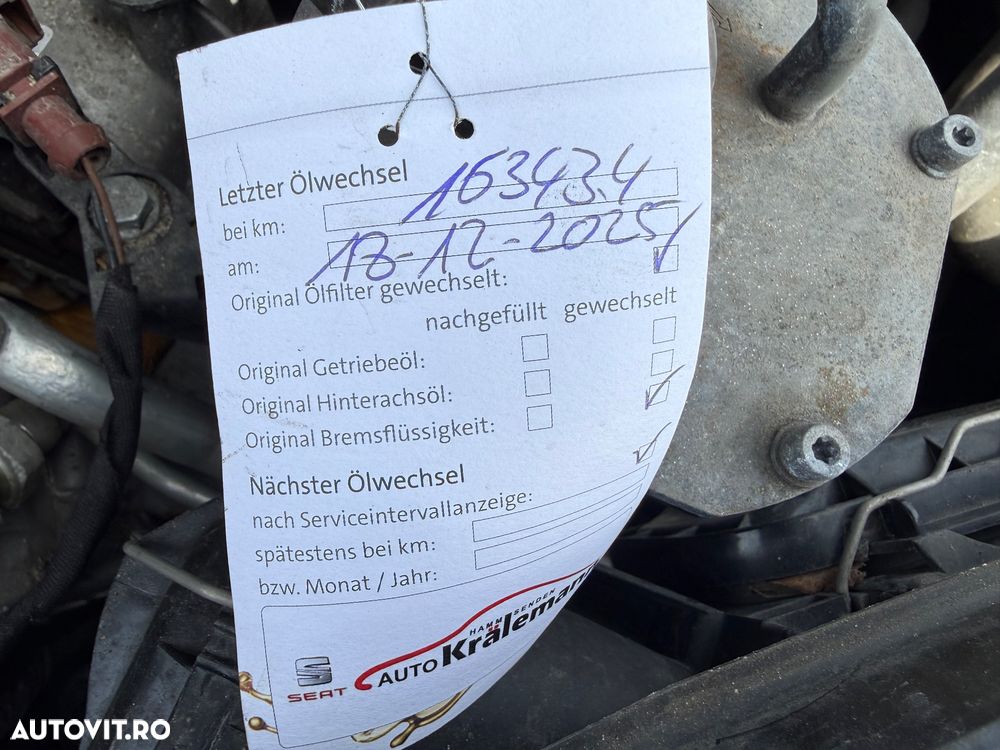 Letzter Ölwechsel
bei km: 163434
am: 18-12-2025
Original Ölfilter gewechselt:
nachgefüllt gewechselt
Original Getriebeöl:
Original Hinterachsöl:
Original Bremsflüssigkeit:
Nächster Ölwechsel
nach Serviceintervallanzeige:
spätestens bei km:
bzw. Monat / Jahr:
HAMM SENDEN
SEAT AUTO Krälemann
AUTOVIT.RO